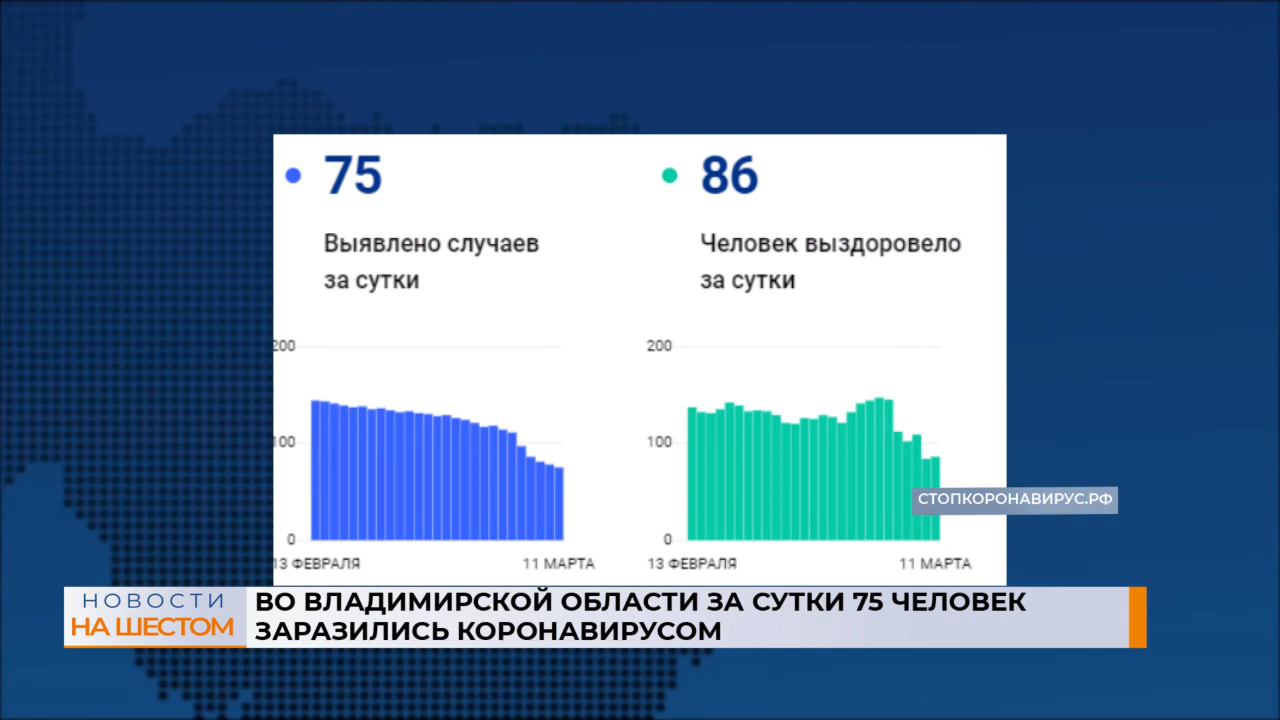 75
86
Выявлено случаев
за сутки
Человек выздоровело
за сутки
200
100
0
13 ФЕВРАЛЯ
11 МАРТА
200
100
0
13 ФЕВРАЛЯ
11 МАРТА
СТОПКОРОНАВИРУС.РФ
НОВОСТИ
НА ШЕСТОМ
ВО ВЛАДИМИРСКОЙ ОБЛАСТИ ЗА СУТКИ 75 ЧЕЛОВЕК
ЗАРАЗИЛИСЬ КОРОНАВИРУСОМ